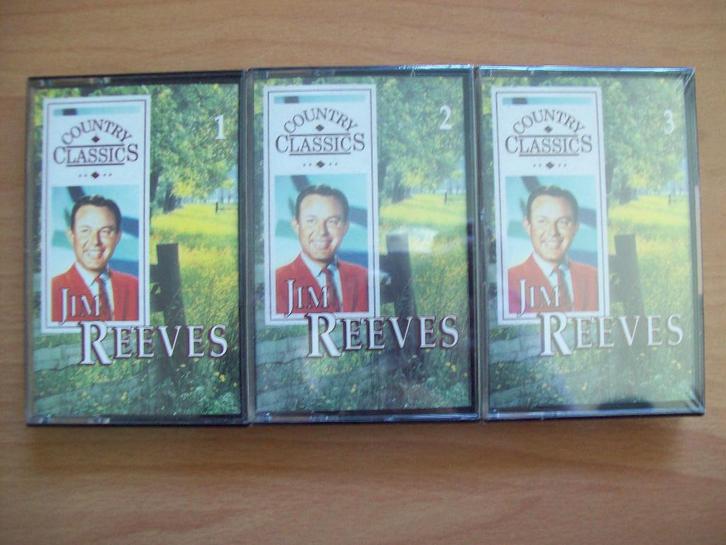 COUNTRY
CLASSICS
1
JIM
REEVES
COUNTRY
CLASSICS
2
JIM
REEVES
COUNTRY
CLASSICS
3
JIM
REEVES